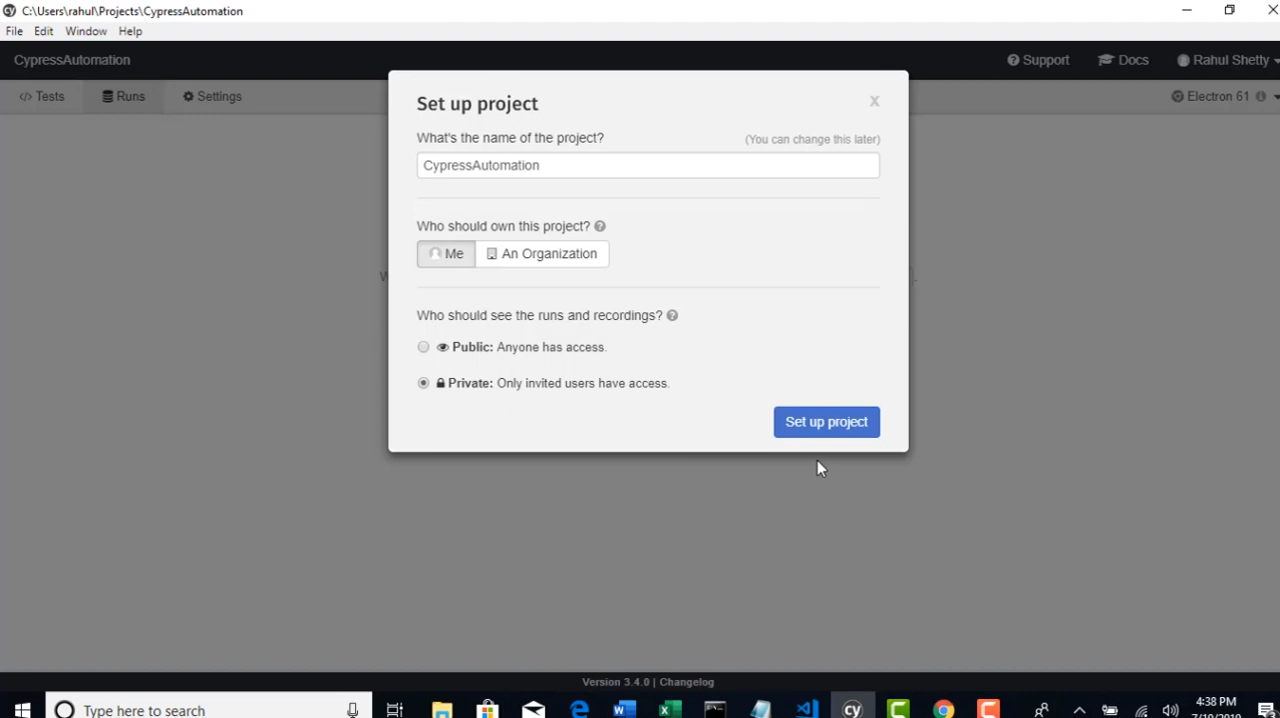 C:\Users\rahul\Projects\CypressAutomation
File Edit Window Help
CypressAutomation
Support Docs Rahul Shetty
</> Tests Runs Settings
Electron 61
Set up project
X
What's the name of the project? (You can change this later)
CypressAutomation
Who should own this project?
Me An Organization
Who should see the runs and recordings?
Public: Anyone has access.
Private: Only invited users have access.
Set up project
Version 3.4.0 | Changelog
Type here to search
4:38 PM